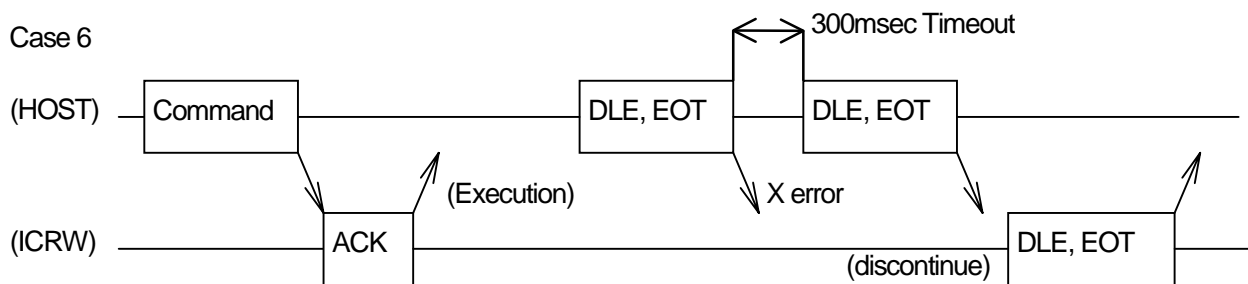 Case 6
300msec Timeout
(HOST)
Command
DLE, EOT
DLE, EOT
(Execution)
X error
(ICRW)
ACK
(discontinue)
DLE, EOT